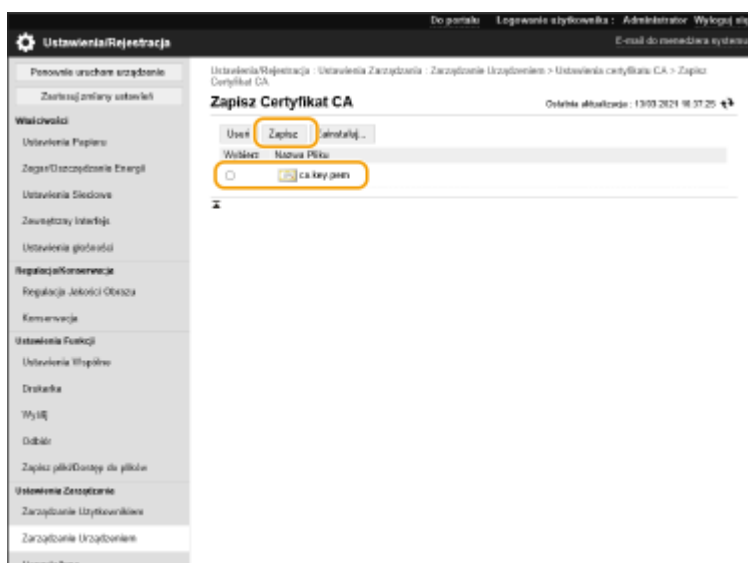 Do portalu Logowanie użytkownika : Administrator Wyloguj się
Ustawienia/Rejestracja
E-mail do menedżera systemu
Ponownie uruchom urządzenie
Zastosuj zmiany ustawień
Właściwości
Ustawienia Papieru
Zegar/Oszczędzanie Energii
Ustawienia Sieciowe
Zewnętrzny Interfejs
Ustawienia głośności
Regulacja/Konserwacja
Regulacja Jakości Obrazu
Konserwacja
Ustawienia Funkcji
Ustawienia Wspólne
Drukarka
Wyślij
Odbiór
Zapisz pliki/Dostęp do plików
Ustawienia Zarządzania
Zarządzanie Użytkownikiem
Zarządzanie Urządzeniem
Ustawienia/Rejestracja : Ustawienia Zarządzania : Zarządzanie Urządzeniem > Ustawienia certyfikatu CA > Zapisz
Certyfikat CA
Zapisz Certyfikat CA
Ostatnia aktualizacja : 13/03 2021 16:37:25
Usuń Zapisz Zainstaluj...
Wybierz Nazwa Pliku
ca.key.pem